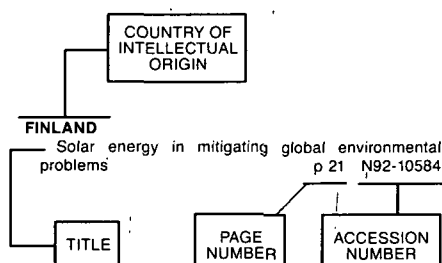 COUNTRY OF
INTELLECTUAL
ORIGIN
FINLAND
Solar energy in mitigating global environmental
problems
p 21 N92-10584
TITLE
PAGE
NUMBER
ACCESSION
NUMBER